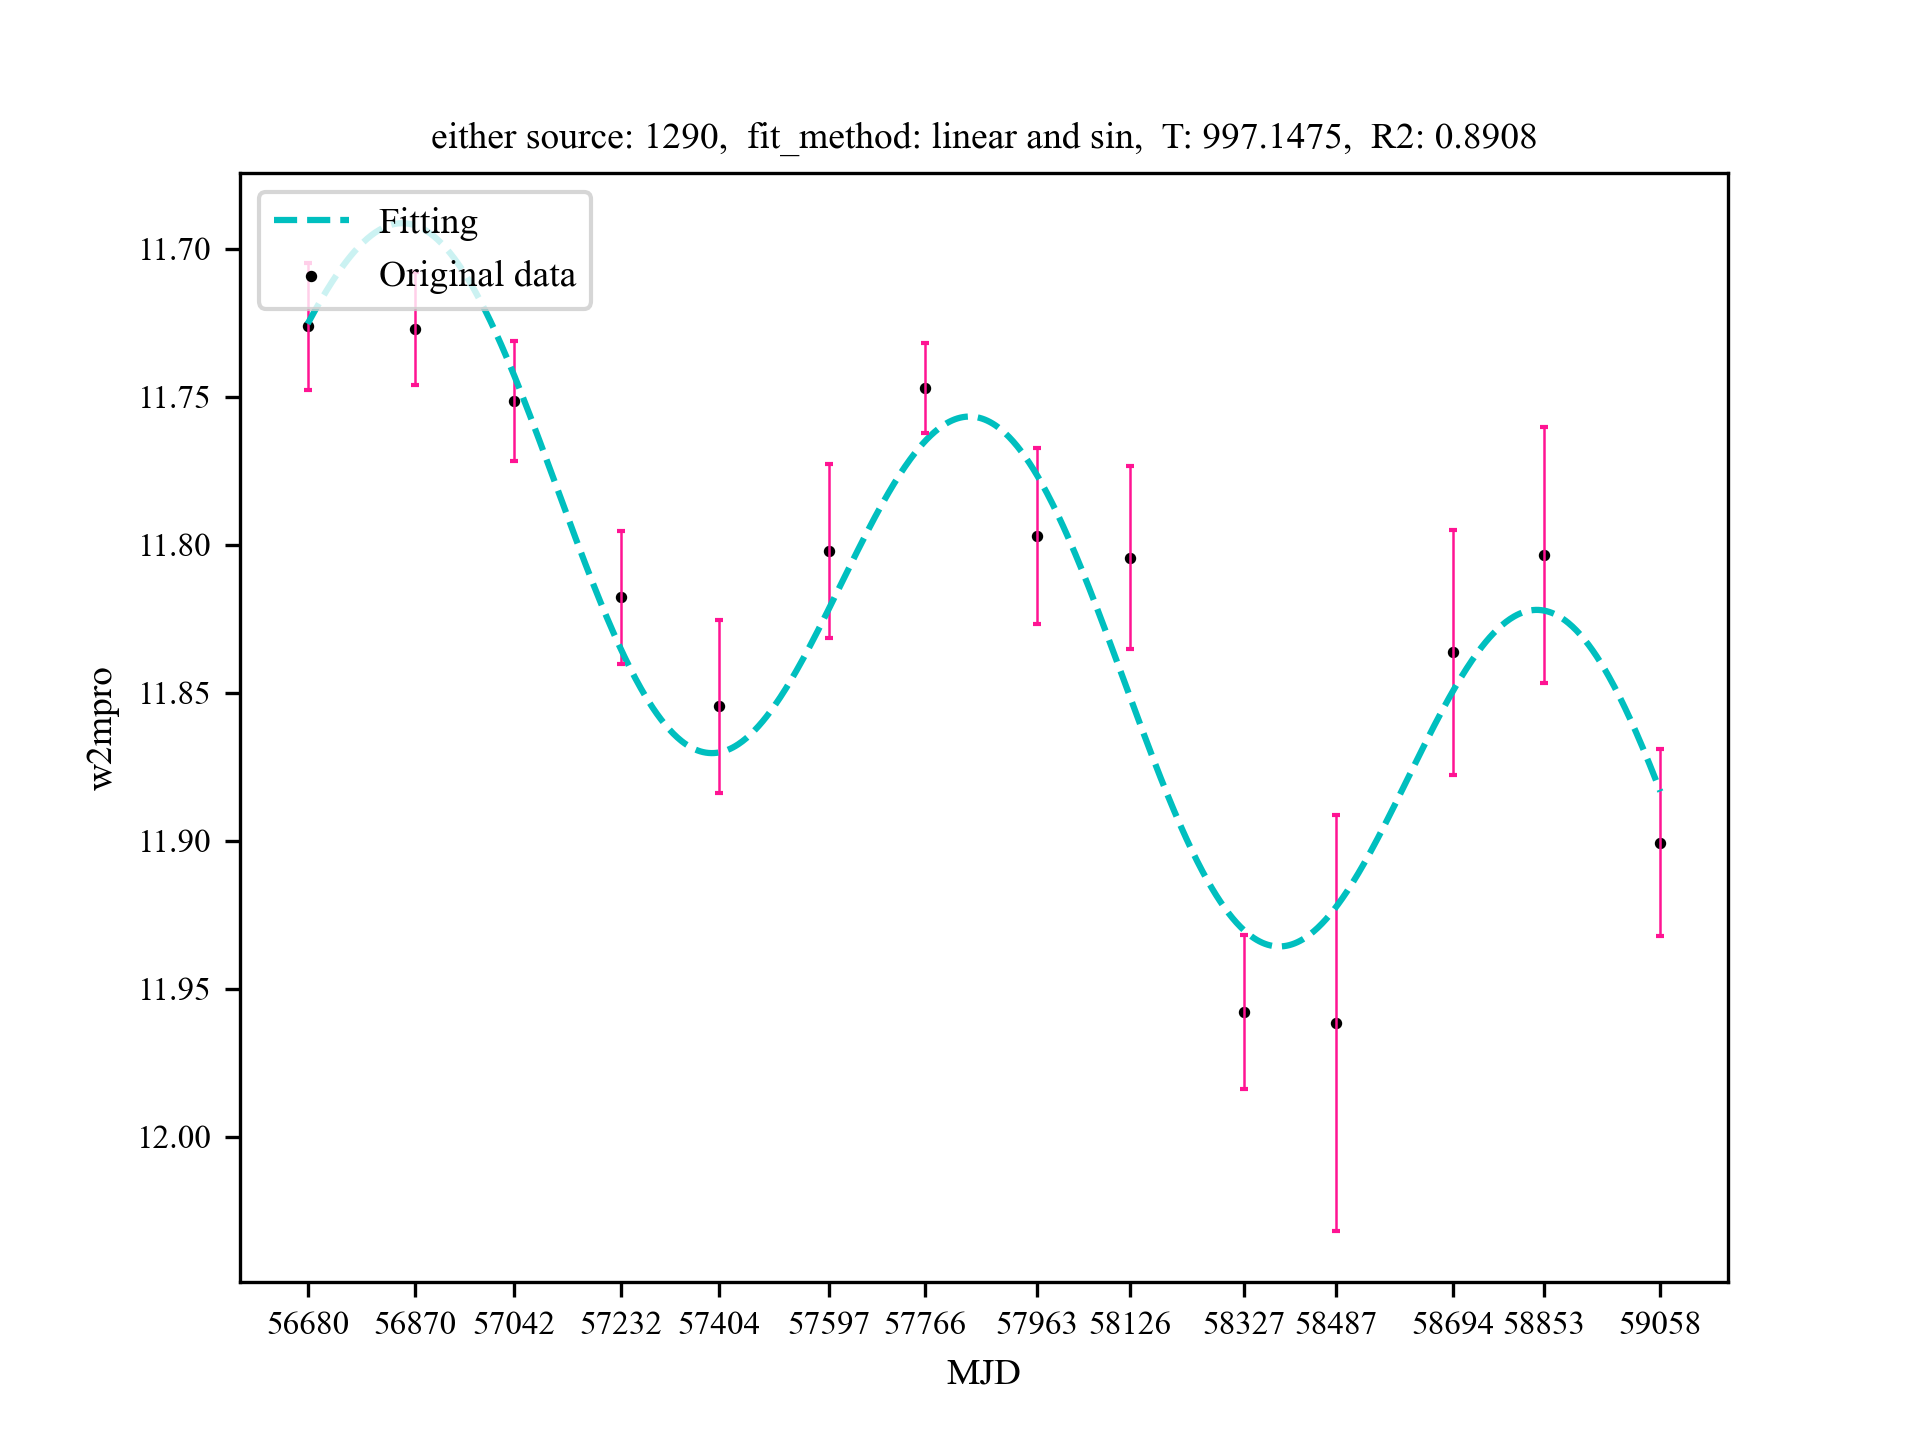 either source: 1290,  fit_method: linear and sin,  T: 997.1475,  R2: 0.8908
Fitting
Original data
11.70
11.75
11.80
11.85
11.90
11.95
12.00
w2mpro
56680 56870 57042 57232 57404 57597 57766 57963 58126 58327 58487 58694 58853 59058
MJD